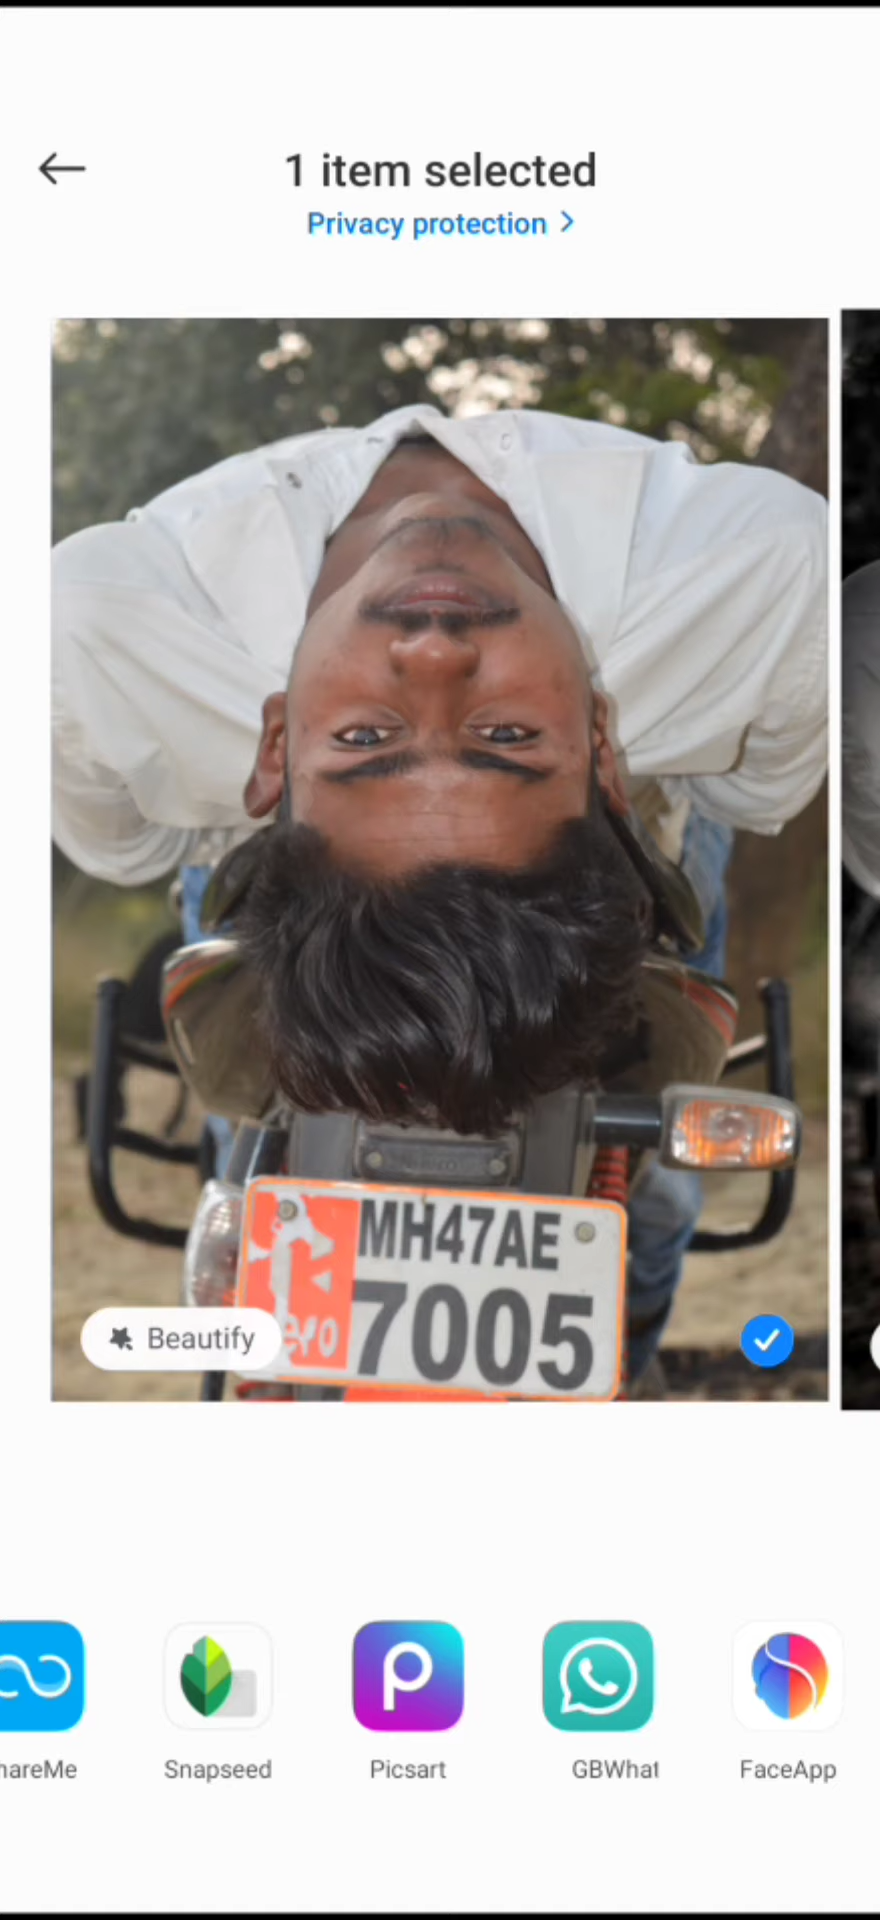 1 item selected
Privacy protection >
MH47AE
7005
Beautify
hareMe
Snapseed
Picsart
GBWhat
FaceApp